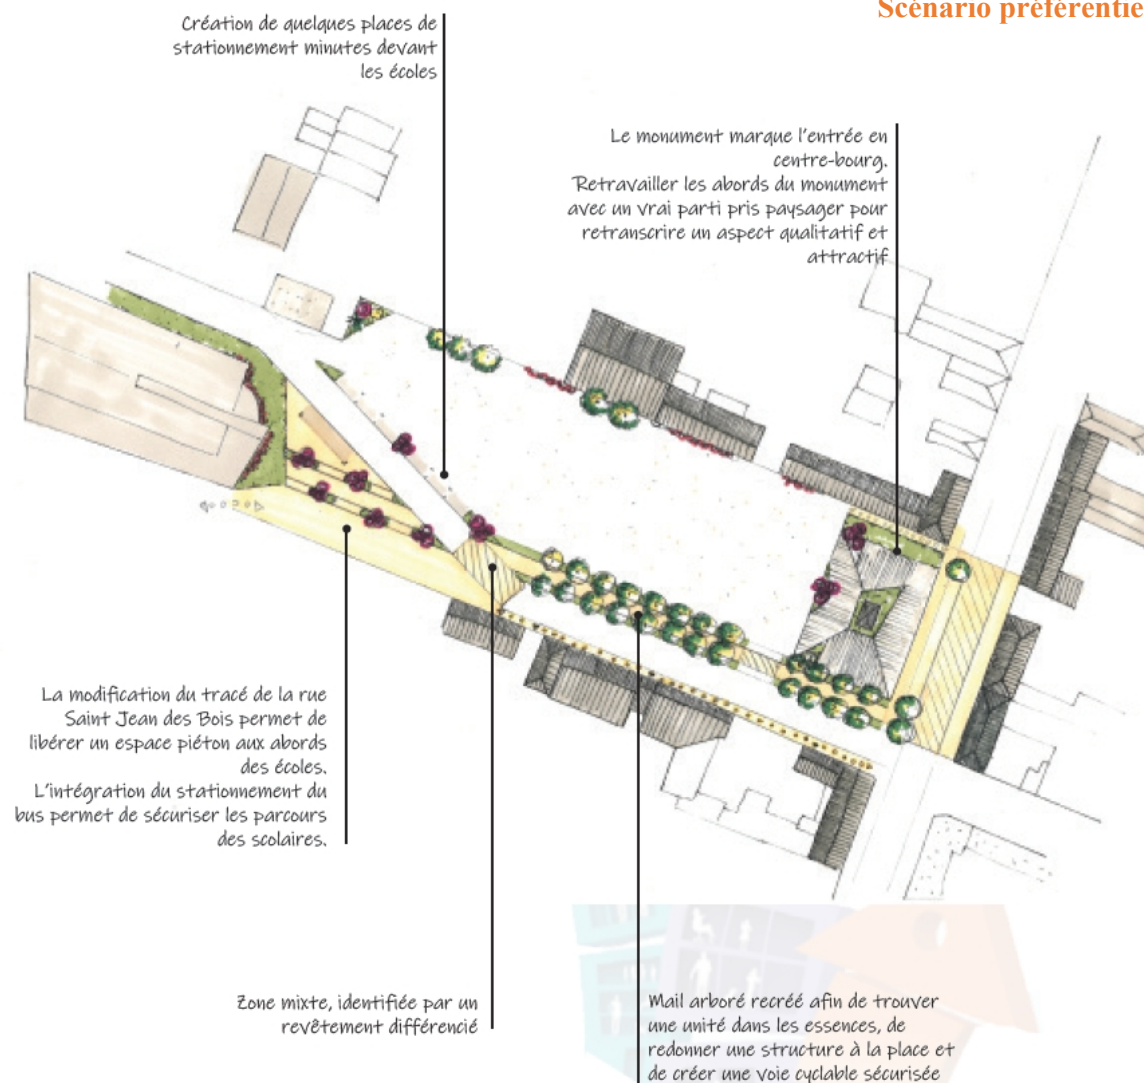 Scénario préférentie
Création de quelques places de
stationnement minutes devant
les écoles
Le monument marque l'entrée en
centre-bourg.
Retravailler les abords du monument
avec un vrai parti pris paysager pour
retranscrire un aspect qualitatif et
attractif
La modification du tracé de la rue
Saint Jean des Bois permet de
libérer un espace piéton aux abords
des écoles.
L'intégration du stationnement du
bus permet de sécuriser les parcours
des scolaires.
Zone mixte, identifiée par un
revêtement différencié
Mail arboré recréé afin de trouver
une unité dans les essences, de
redonner une structure à la place et
de créer une voie cyclable sécurisée